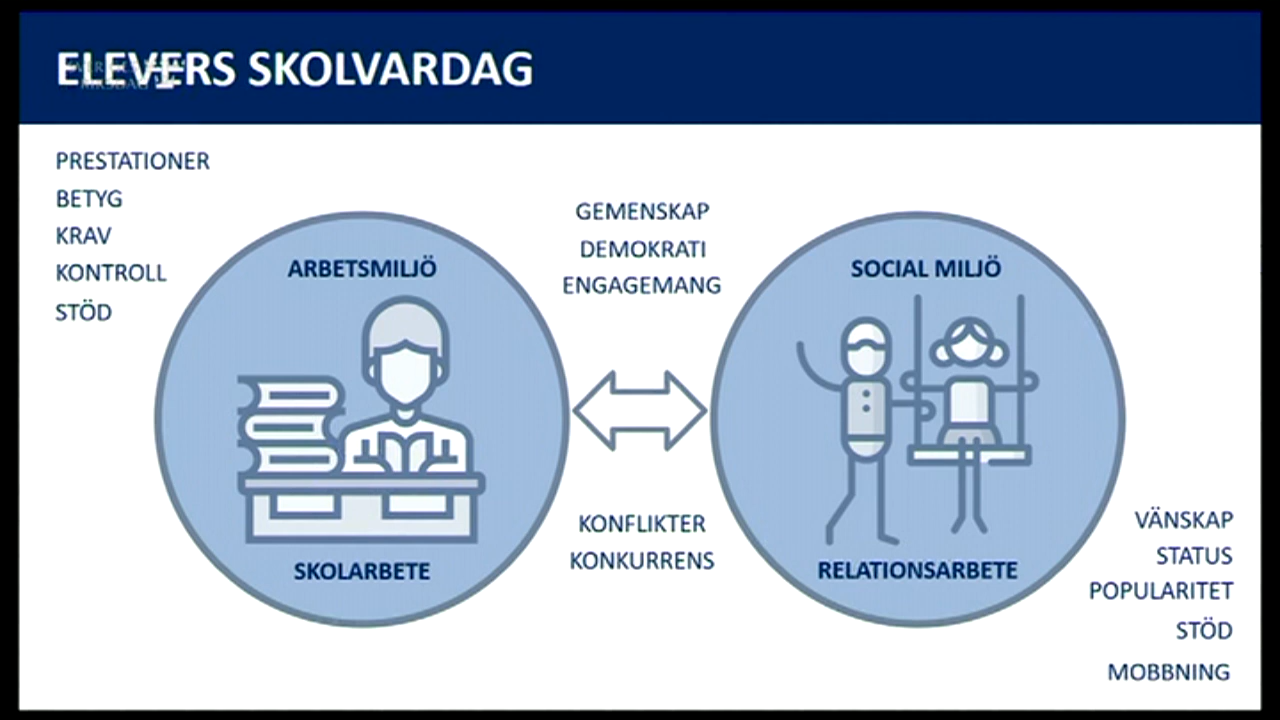 ELEVERS SKOLVARDAG
PRESTATIONER
BETYG
KRAV
KONTROLL
STÖD
ARBETSMILJÖ
SKOLARBETE
GEMENSKAP
DEMOKRATI
ENGAGEMANG
KONFLIKTER
KONKURRENS
SOCIAL MILJÖ
RELATIONSARBETE
VÄNSKAP
STATUS
POPULARITET
STÖD
MOBBNING